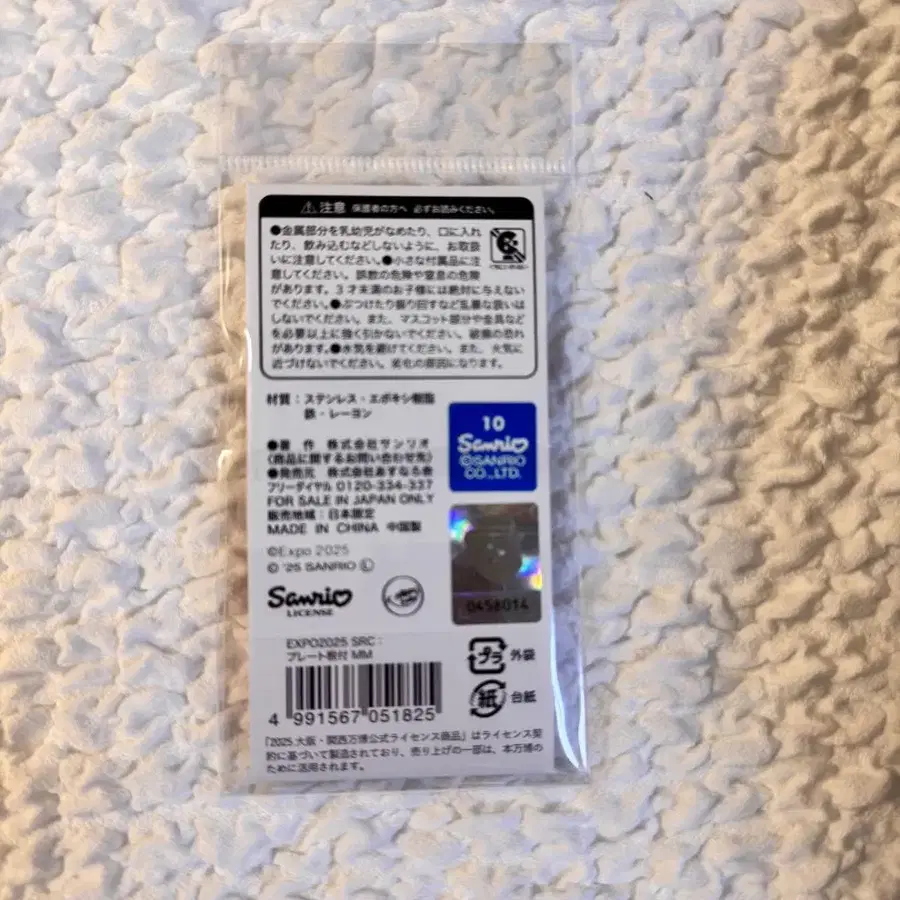 ⚠注意 保護者の方へ 必ずお読みください。
●金属部分を乳幼児がなめたり、口に入れ
たり、飲み込むなどしないように、お取扱
いに注意してください。●小さな付属品に注
意してください。誤飲の危険や窒息の危険
があります。3才未満のお子様には絶対に与えない
でください。●ぶつけたり振り回すなど乱暴な扱いは
しないでください。また、マスコット部分や金具など
を必要以上に強く引かないでください。破損の恐れ
があります。●水気を避けてください。また、火気に
近づけないでください。劣化の原因になります。
材質：ステンレス・エポキシ樹脂
鉄・レーヨン
●著 作 株式会社サンリオ
〈商品に関するお問い合わせ先〉
●発売元 株式会社あすなろ舎
フリーダイヤル 0120-334-337
FOR SALE IN JAPAN ONLY
販売地域：日本限定
MADE IN CHINA 中国製
©Expo 2025
© '25 SANRIO Ⓛ
Sanrio
LICENSE
10
Sanrio
©SANRIO
CO.,LTD.
0458014
EXPO2025 SRC：
プレート根付 MM
4 991567 051825
プラ 外袋
紙 台紙
「2025 大阪・関西万博公式ライセンス商品」はライセンス契
約に基づいて製造されており、売り上げの一部は、本万博の
ために活用されます。